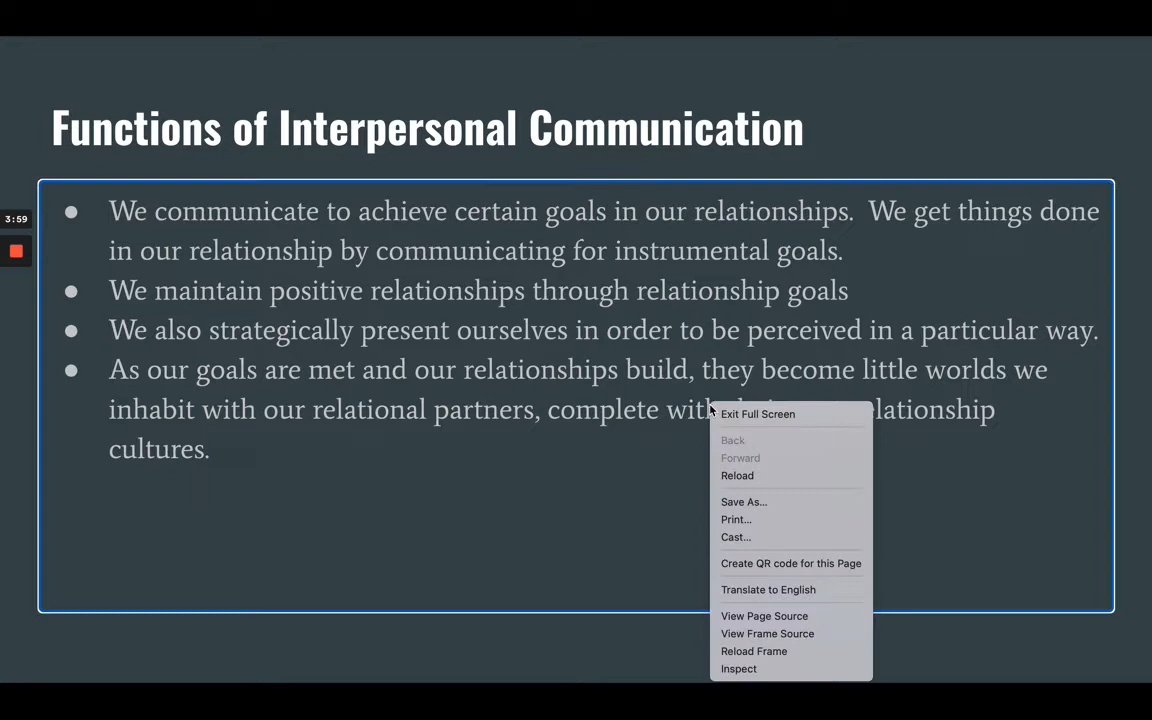 Functions of Interpersonal Communication
● We communicate to achieve certain goals in our relationships.  We get things done
in our relationship by communicating for instrumental goals.
● We maintain positive relationships through relationship goals
3:59
● We also strategically present ourselves in order to be perceived in a particular way.
● As our goals are met and our relationships build, they become little worlds we
inhabit with our relational partners, complete with
cultures.
Exit Full Screen
Back
Forward
Reload
Save As...
Print...
Cast...
Create QR code for this Page
Translate to English
View Page Source
View Frame Source
Reload Frame
Inspect